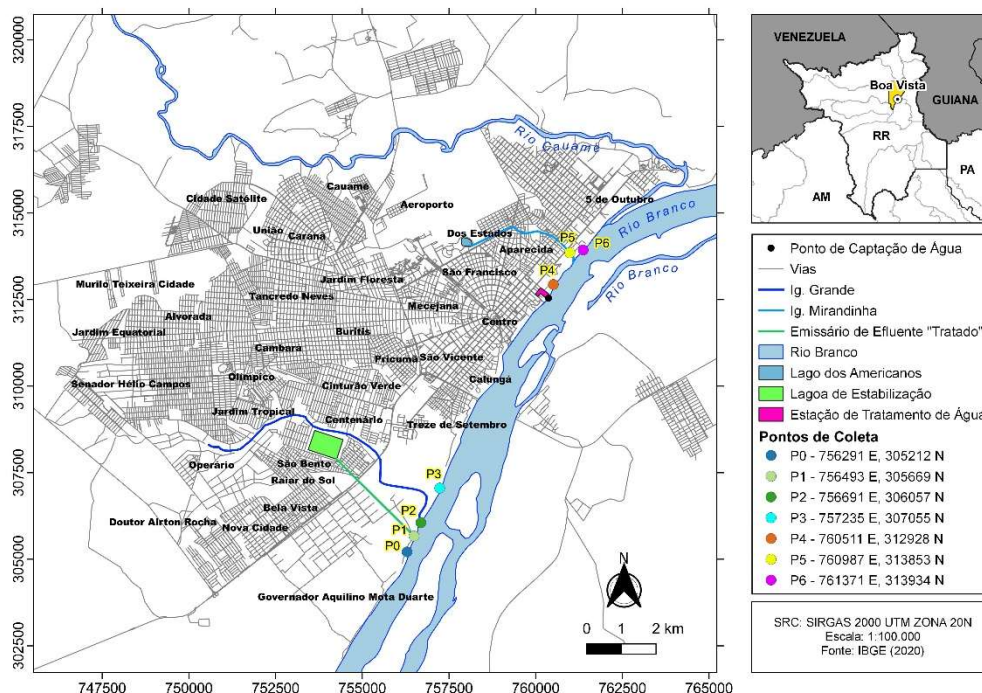 320000
317500
315000
312500
310000
307500
305000
302500
747500
750000
752500
755000
757500
760000
762500
765000
Rio Cauamé
Cauamé
Cidade Satélite
Aeroporto
5 de Outubro
União
Caraná
Dos Estados
Aparecida
P5
P6
Rio Branco
São Francisco
P4
Rio
Branco
Jardim Floresta
Murilo Teixeira Cidade
Tancredo Neves
Mecejana
Alvorada
Centro
Jardim Equatorial
Buritis
Cambara
Pricumã
São Vicente
Senador Hélio Campos
Olímpico
Cinturão Verde
Calungá
Jardim Tropical
Centenário
Treze de Setembro
Operário
São Bento
P3
Raiar do Sol
Bela Vista
P2
Doutor Airton Rocha
Nova Cidade
P1
P0
N
Governador Aquilino Mota Duarte
0 2 km
VENEZUELA
Boa Vista
GUIANA
RR
PA
AM
Ponto de Captação de Água
Vias
Ig. Grande
Ig. Mirandinha
Emissário de Efluente "Tratado"
Rio Branco
Lago dos Americanos
Lagoa de Estabilização
Estação de Tratamento de Água
Pontos de Coleta
P0 - 756291 E, 305212 N
P1 - 756493 E, 305669 N
P2 - 756691 E, 306057 N
P3 - 757235 E, 307055 N
P4 - 760511 E, 312928 N
P5 - 760987 E, 313853 N
P6 - 761371 E, 313934 N
SRC: SIRGAS 2000 UTM ZONA 20N
Escala: 1:100.000
Fonte: IBGE (2020)